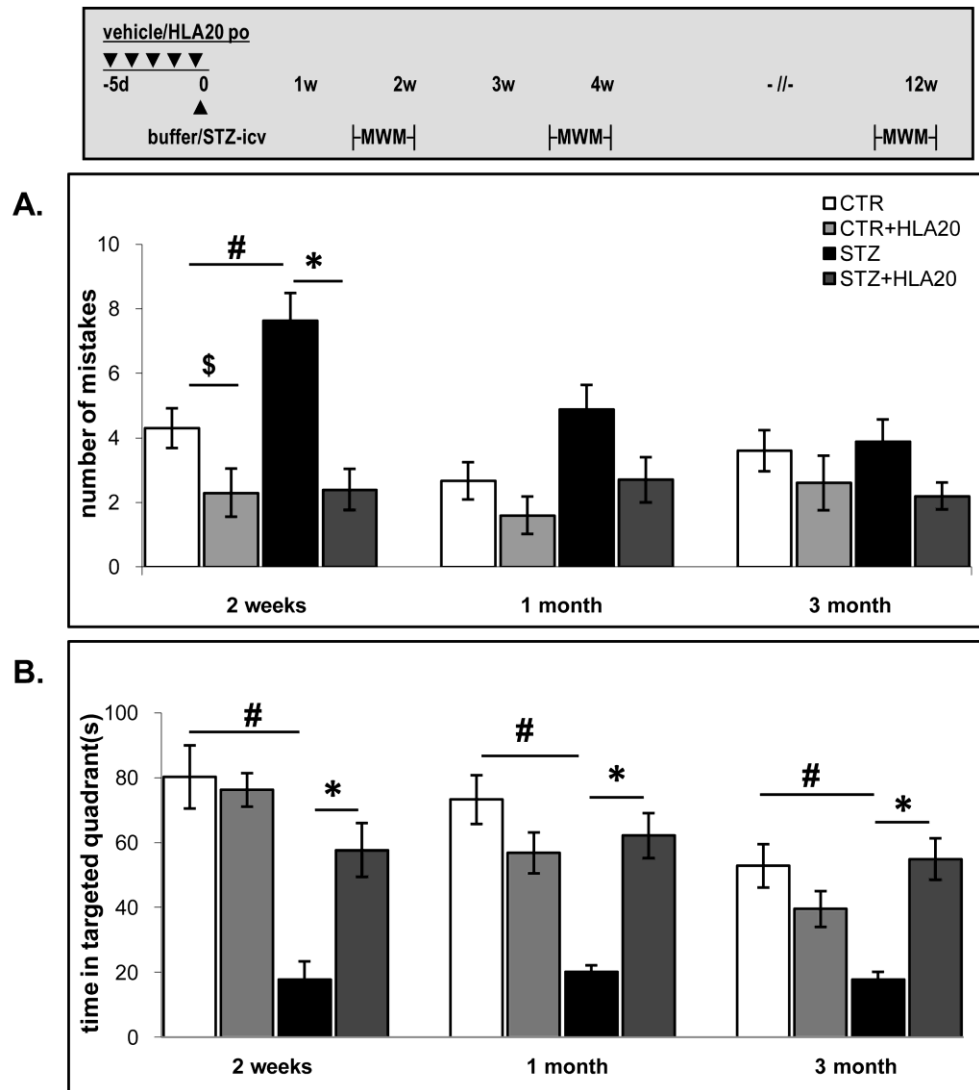 vehicle/HLA20 po
-5d 0 1w 2w 3w 4w - //- 12w
buffer/STZ-icv MWM MWM MWM
A.
CTR
CTR+HLA20
STZ
STZ+HLA20
number of mistakes
10
8
6
4
2
0
#
*
$
2 weeks 1 month 3 month
B.
time in targeted quadrant(s)
100
80
60
40
20
0
# * # * # *
2 weeks 1 month 3 month